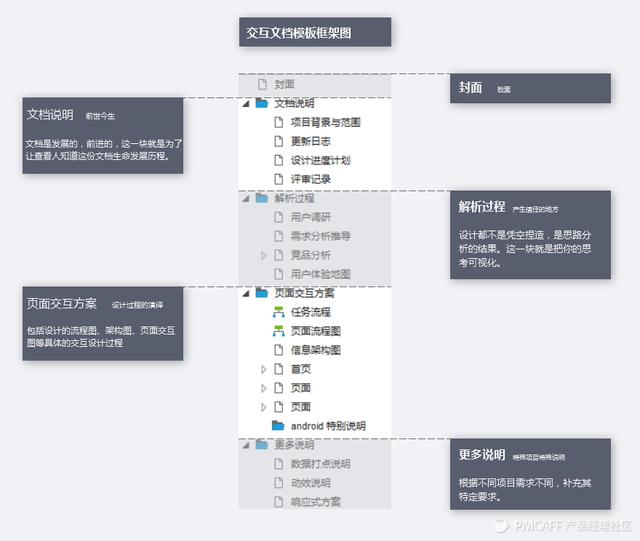 交互文档模板框架图
封面
封面 脸面
文档说明 前世今生
文档是发展的，前进的，这一块就是为了
让查看人知道这份文档生命发展历程。
文档说明
项目背景与范围
更新日志
设计进度计划
评审记录
解析过程
用户调研
需求分析推导
竞品分析
用户体验地图
解析过程 产生信任的地方
设计都不是凭空捏造，是思路分
析的结果。这一块就是把你的思
考可视化。
页面交互方案 设计过程的演绎
包括设计的流程图、架构图、页面交互
图等具体的交互设计过程
页面交互方案
任务流程
页面流程图
信息架构图
首页
页面
页面
android 特别说明
更多说明
数据打点说明
动效说明
响应式方案
更多说明 特殊项目特殊说明
根据不同项目需求不同，补充其
特定要求。
PMCAFF 产品经理社区